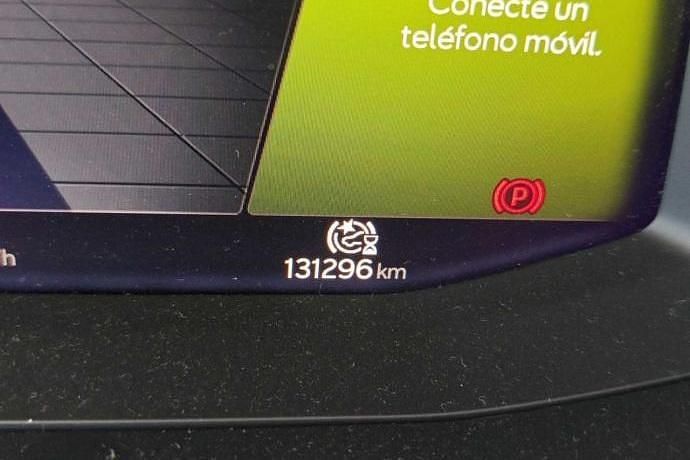 Conecte un
teléfono móvil.
P
h
131296 km